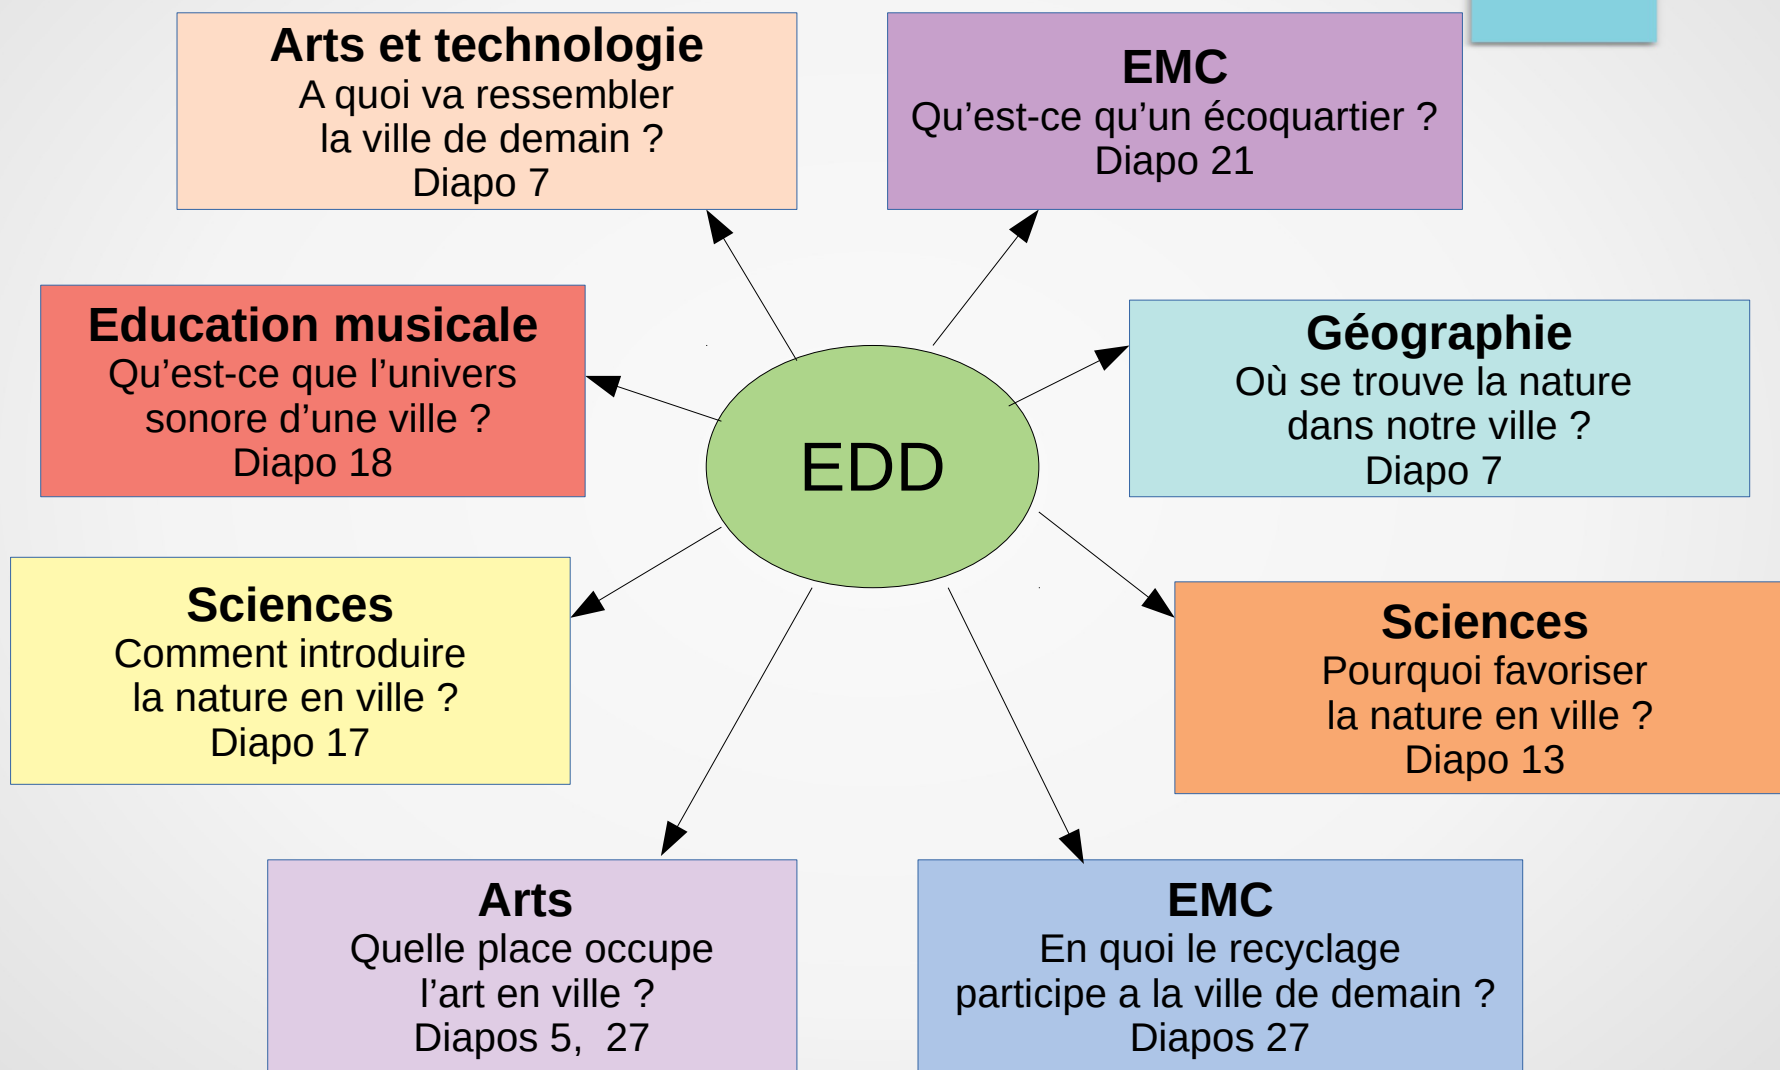 Arts et technologie
A quoi va ressembler
la ville de demain ?
Diapo 7
EMC
Qu’est-ce qu’un écoquartier ?
Diapo 21
Education musicale
Qu’est-ce que l’univers
sonore d’une ville ?
Diapo 18
Géographie
Où se trouve la nature
dans notre ville ?
Diapo 7
EDD
Sciences
Comment introduire
la nature en ville ?
Diapo 17
Sciences
Pourquoi favoriser
la nature en ville ?
Diapo 13
Arts
Quelle place occupe
l’art en ville ?
Diapos 5, 27
EMC
En quoi le recyclage
participe a la ville de demain ?
Diapos 27